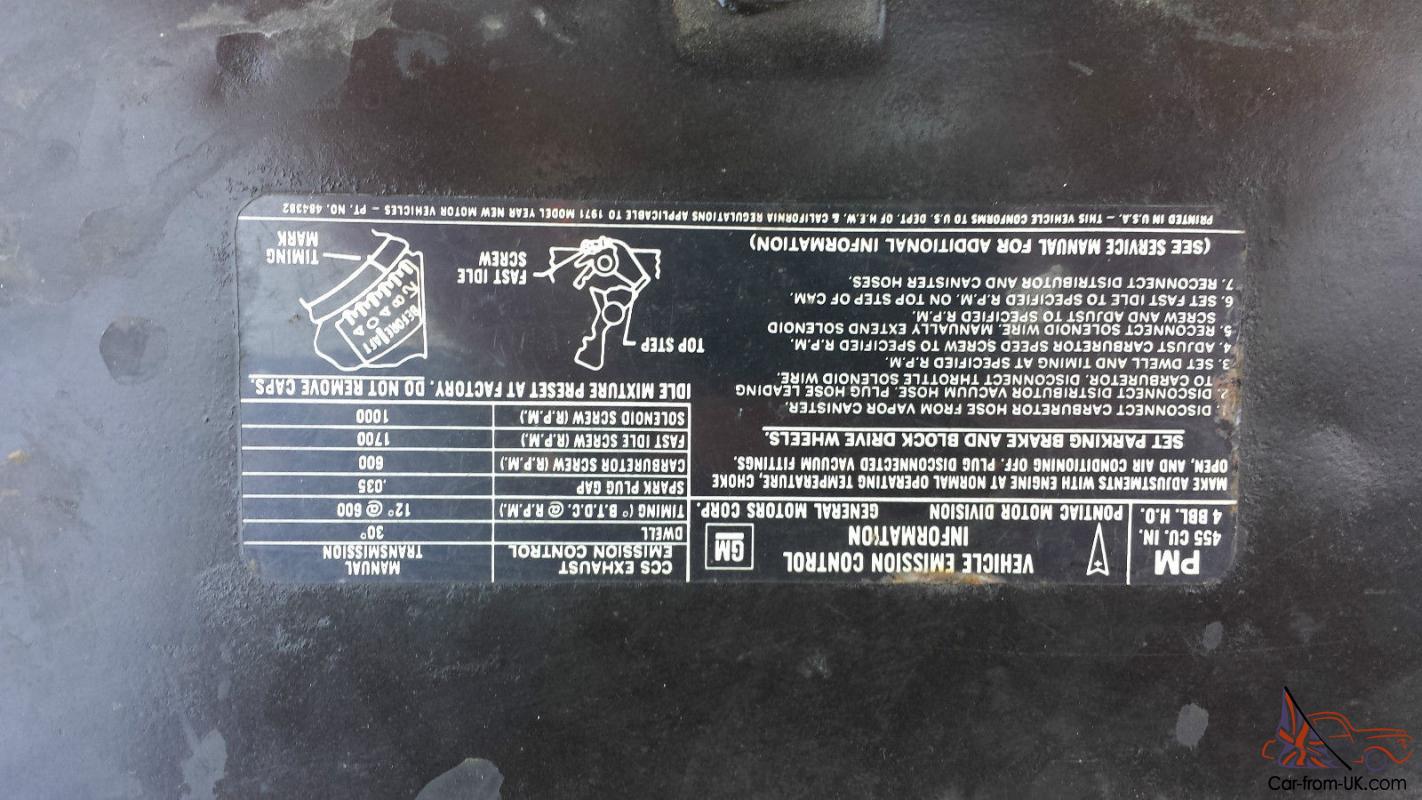 PM
455 CU. IN.
4 BBL. H.O.
VEHICLE EMISSION CONTROL
INFORMATION
PONTIAC MOTOR DIVISION GENERAL MOTORS CORP.
GM
MAKE ADJUSTMENTS WITH ENGINE AT NORMAL OPERATING TEMPERATURE, CHOKE
OPEN, AND AIR CONDITIONING OFF. PLUG DISCONNECTED VACUUM FITTINGS.
SET PARKING BRAKE AND BLOCK DRIVE WHEELS.
1. DISCONNECT CARBURETOR HOSE FROM VAPOR CANISTER.
2. DISCONNECT DISTRIBUTOR VACUUM HOSE. PLUG HOSE LEADING
TO CARBURETOR. DISCONNECT THROTTLE SOLENOID WIRE.
3. SET DWELL AND TIMING AT SPECIFIED R.P.M.
4. ADJUST CARBURETOR SPEED SCREW TO SPECIFIED R.P.M.
5. RECONNECT SOLENOID WIRE. MANUALLY EXTEND SOLENOID
SCREW AND ADJUST TO SPECIFIED R.P.M.
6. SET FAST IDLE TO SPECIFIED R.P.M. ON TOP STEP OF CAM.
7. RECONNECT DISTRIBUTOR AND CANISTER HOSES.
(SEE SERVICE MANUAL FOR ADDITIONAL INFORMATION)
CCS EXHAUST EMISSION CONTROL MANUAL TRANSMISSION
DWELL 30°
TIMING (° B.T.D.C. @ R.P.M.) 12° @ 600
SPARK PLUG GAP .035
CARBURETOR SCREW (R.P.M.) 600
FAST IDLE SCREW (R.P.M.) 1700
SOLENOID SCREW (R.P.M.) 1000
IDLE MIXTURE PRESET AT FACTORY. DO NOT REMOVE CAPS.
TOP STEP
FAST IDLE
SCREW
BEFORE AFT
TIMING
MARK
PRINTED IN U.S.A. – THIS VEHICLE CONFORMS TO U.S. DEPT. OF H.E.W. & CALIFORNIA REGULATIONS APPLICABLE TO 1971 MODEL YEAR NEW MOTOR VEHICLES – PT. NO. 484382
Car-from-UK.com